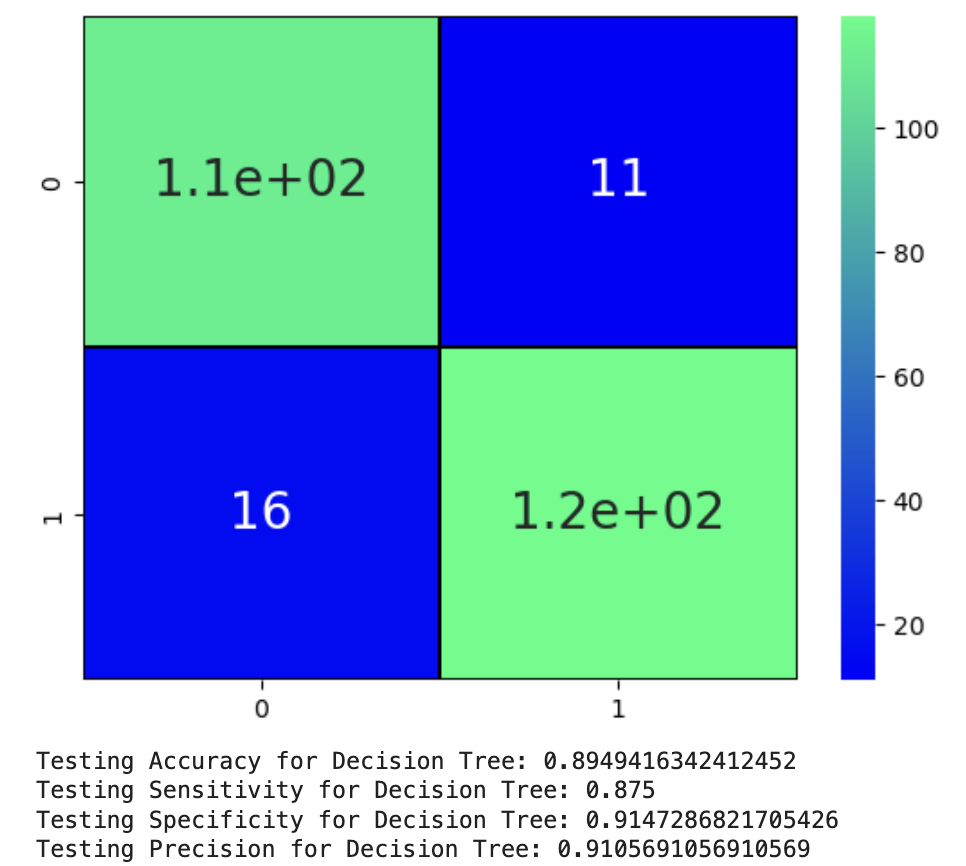 0
1.1e+02
11
100
80
60
1
16
1.2e+02
40
20
0
1
Testing Accuracy for Decision Tree: 0.8949416342412452
Testing Sensitivity for Decision Tree: 0.875
Testing Specificity for Decision Tree: 0.9147286821705426
Testing Precision for Decision Tree: 0.9105691056910569